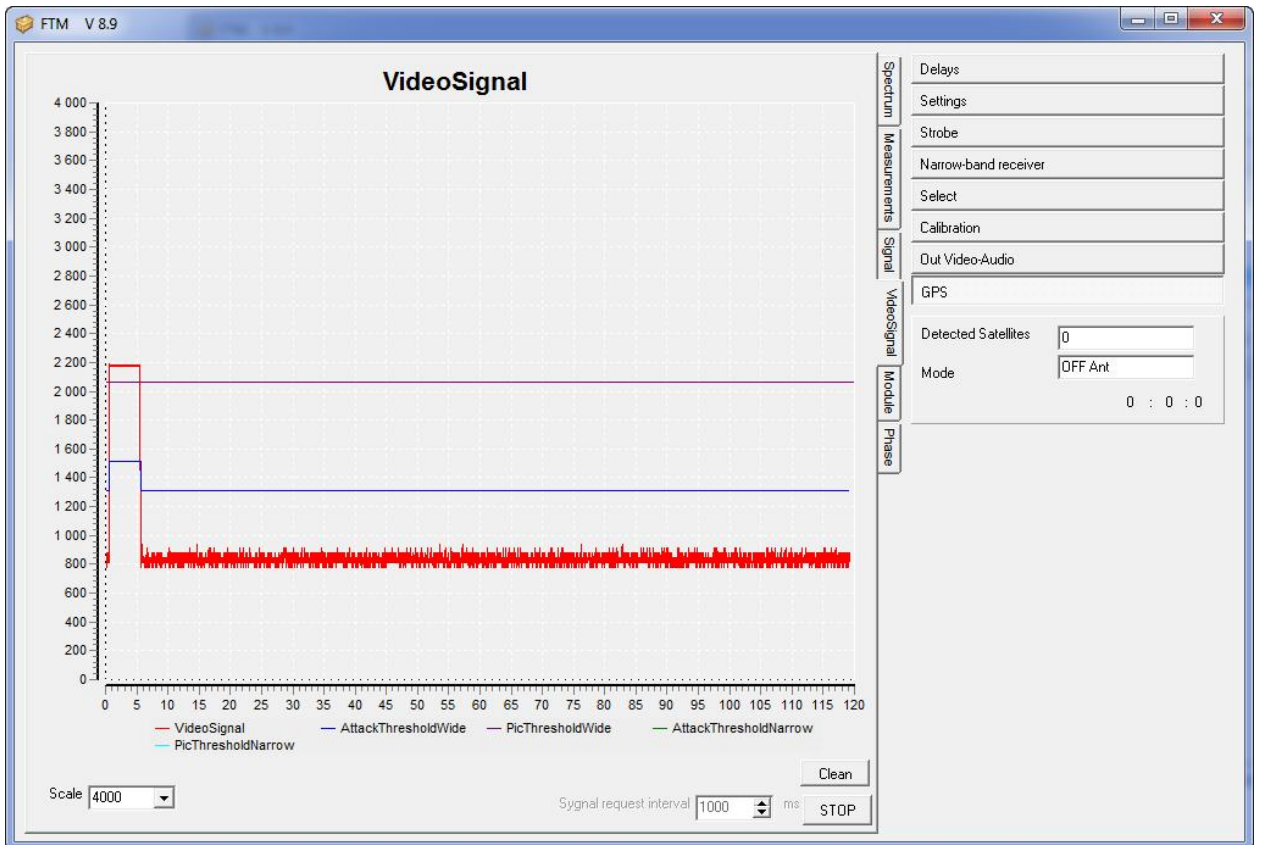 FTM V 8.9
VideoSignal
4 000
3 800
3 600
3 400
3 200
3 000
2 800
2 600
2 400
2 200
2 000
1 800
1 600
1 400
1 200
1 000
800
600
400
200
0
0 5 10 15 20 25 30 35 40 45 50 55 60 65 70 75 80 85 90 95 100 105 110 115 120
VideoSignal AttackThresholdWide PicThresholdWide AttackThresholdNarrow
PicThresholdNarrow
Clean
Scale 4000
Sygnal request interval 1000 ms STOP
Spectrum
Measurements
Signal
VideoSignal
Module
Phase
Delays
Settings
Strobe
Narrow-band receiver
Select
Calibration
Out Video-Audio
GPS
Detected Satellites 0
Mode OFF Ant
0 : 0 : 0